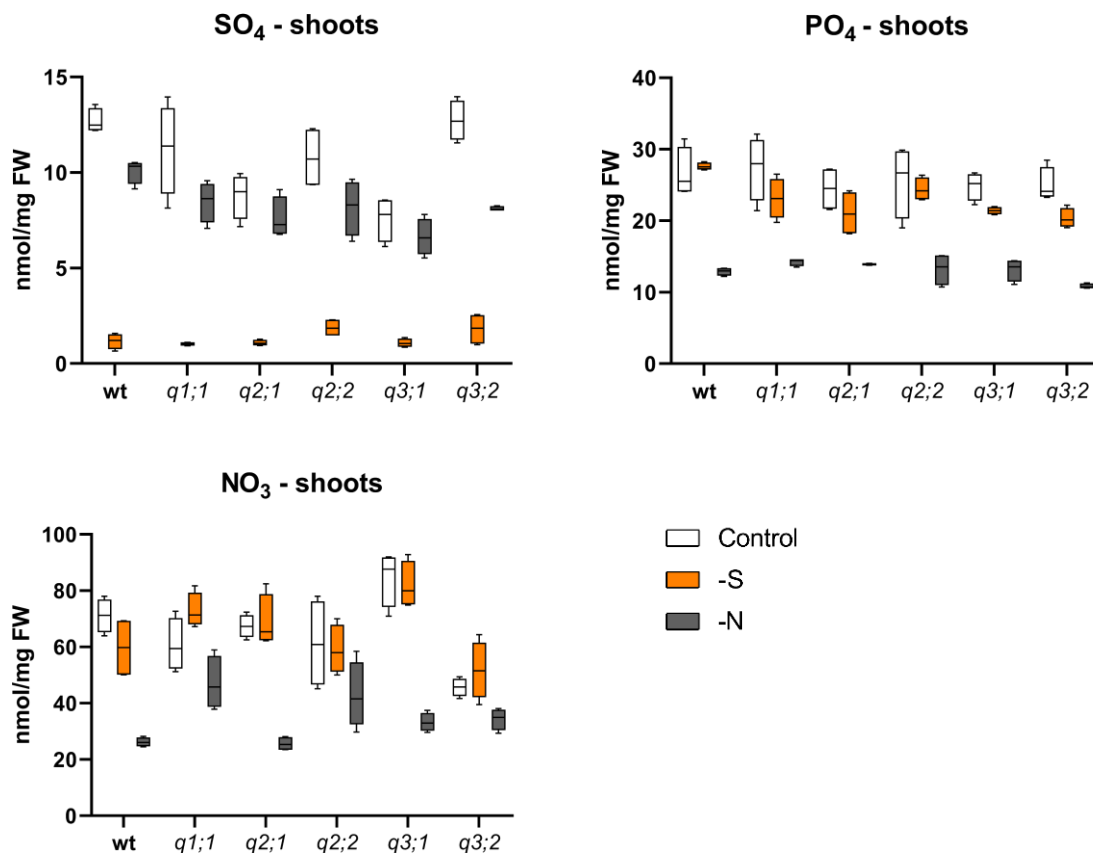 SO4 - shoots
nmol/mg FW
15
10
5
0
wt q1;1 q2;1 q2;2 q3;1 q3;2
PO4 - shoots
nmol/mg FW
40
30
20
10
0
wt q1;1 q2;1 q2;2 q3;1 q3;2
NO3 - shoots
nmol/mg FW
100
80
60
40
20
0
wt q1;1 q2;1 q2;2 q3;1 q3;2
Control
-S
-N